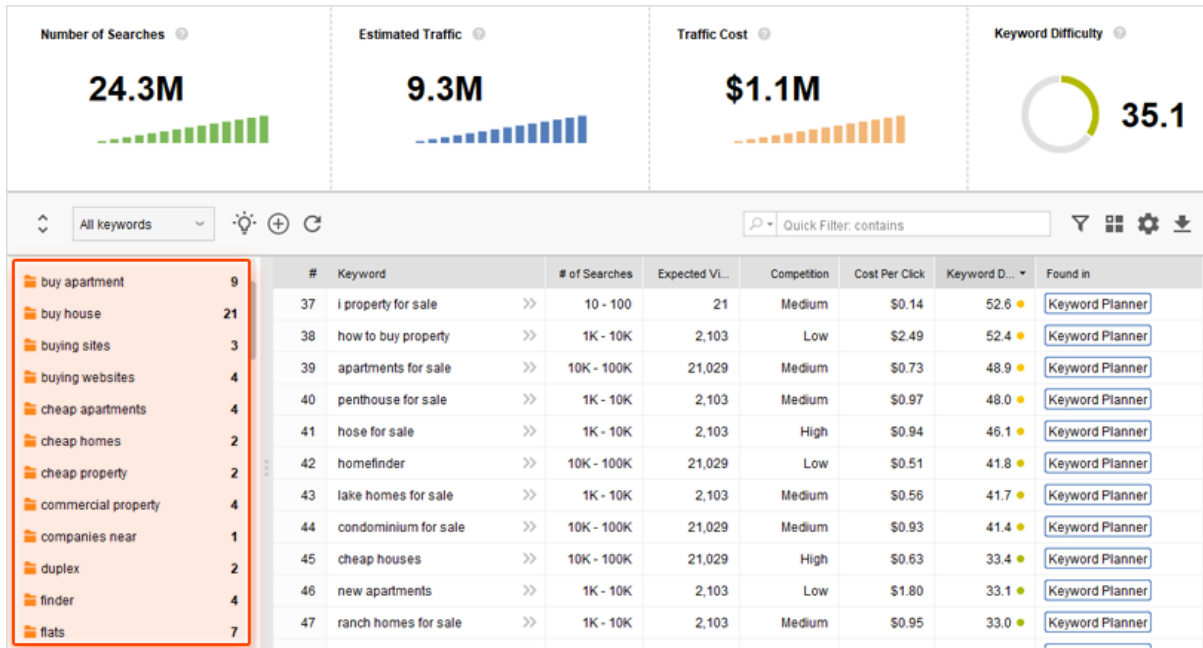 Number of Searches
Estimated Traffic
Traffic Cost
Keyword Difficulty
24.3M
9.3M
$1.1M
35.1
All keywords
Quick Filter: contains
buy apartment 9
buy house 21
buying sites 3
buying websites 4
cheap apartments 4
cheap homes 2
cheap property 2
commercial property 4
companies near 1
duplex 2
finder 4
flats 7
# Keyword # of Searches Expected Vi... Competition Cost Per Click Keyword D... Found in
37 i property for sale 10 - 100 21 Medium $0.14 52.6 Keyword Planner
38 how to buy property 1K - 10K 2,103 Low $2.49 52.4 Keyword Planner
39 apartments for sale 10K - 100K 21,029 Medium $0.73 48.9 Keyword Planner
40 penthouse for sale 1K - 10K 2,103 Medium $0.97 48.0 Keyword Planner
41 hose for sale 1K - 10K 2,103 High $0.94 46.1 Keyword Planner
42 homefinder 10K - 100K 21,029 Low $0.51 41.8 Keyword Planner
43 lake homes for sale 1K - 10K 2,103 Medium $0.56 41.7 Keyword Planner
44 condominium for sale 10K - 100K 21,029 Medium $0.93 41.4 Keyword Planner
45 cheap houses 10K - 100K 21,029 High $0.63 33.4 Keyword Planner
46 new apartments 1K - 10K 2,103 Low $1.80 33.1 Keyword Planner
47 ranch homes for sale 1K - 10K 2,103 Medium $0.95 33.0 Keyword Planner